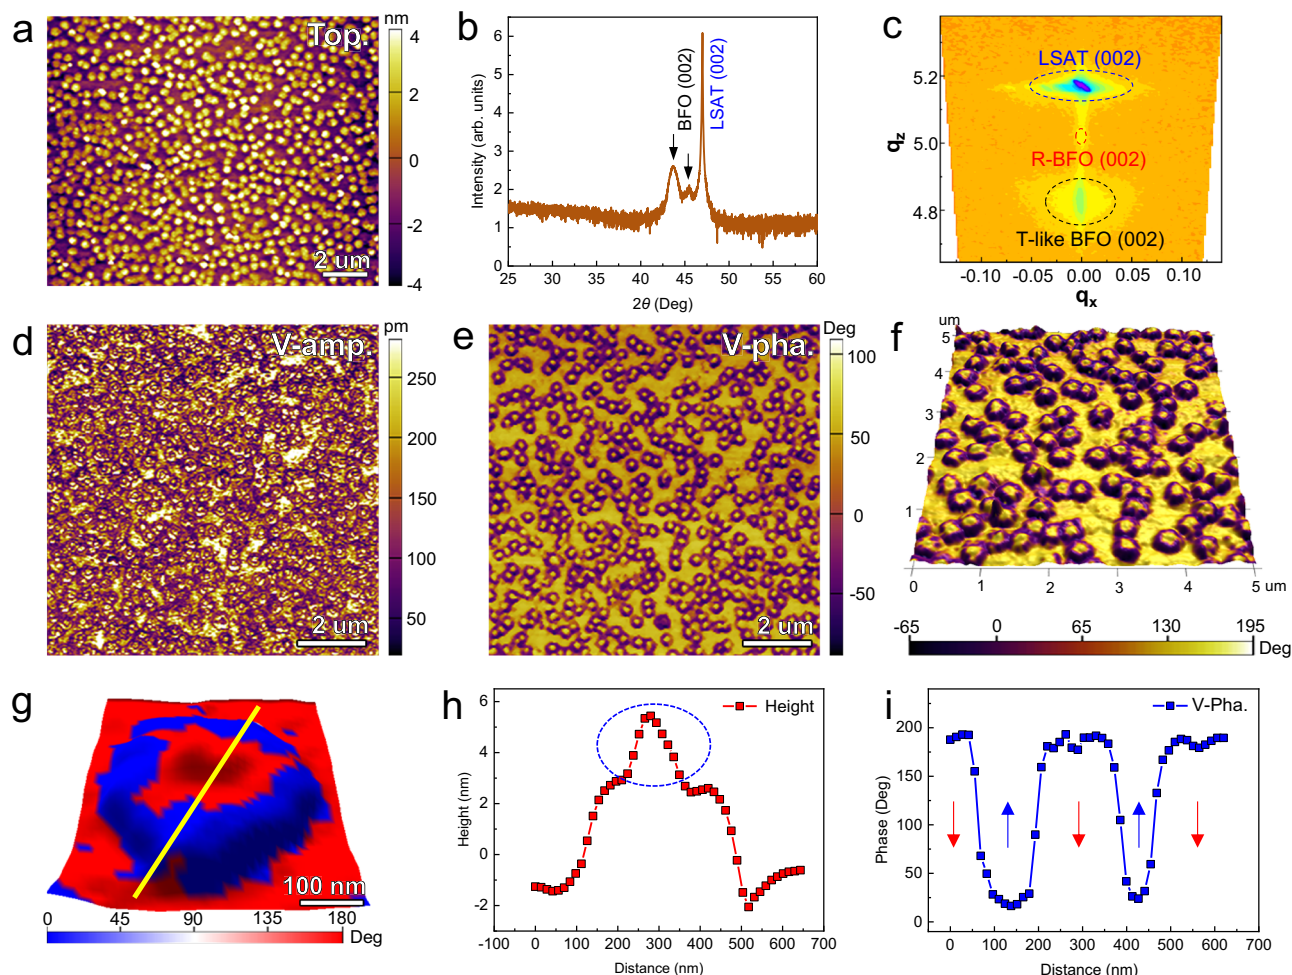 a
nm
Top.
4
2
0
-2
-4
2 um
b
6
5
4
3
2
1
0
Intensity (arb. units)
BFO (002)
LSAT (002)
25 30 35 40 45 50 55 60
2θ (Deg)
c
LSAT (002)
5.2
5.0
4.8
qz
R-BFO (002)
T-like BFO (002)
-0.10 -0.05 0.00 0.05 0.10
qx
d
pm
V-amp.
250
200
150
100
50
2 um
e
Deg
V-pha.
100
50
0
-50
2 um
f
um
5
4
3
2
1
0 1 2 3 4 5 um
-65 0 65 130 195
Deg
g
100 nm
0 45 90 135 180
Deg
h
Height
6
4
2
0
-2
Height (nm)
-100 0 100 200 300 400 500 600 700
Distance (nm)
i
V-Pha.
200
150
100
50
0
Phase (Deg)
0 100 200 300 400 500 600 700
Distance (nm)